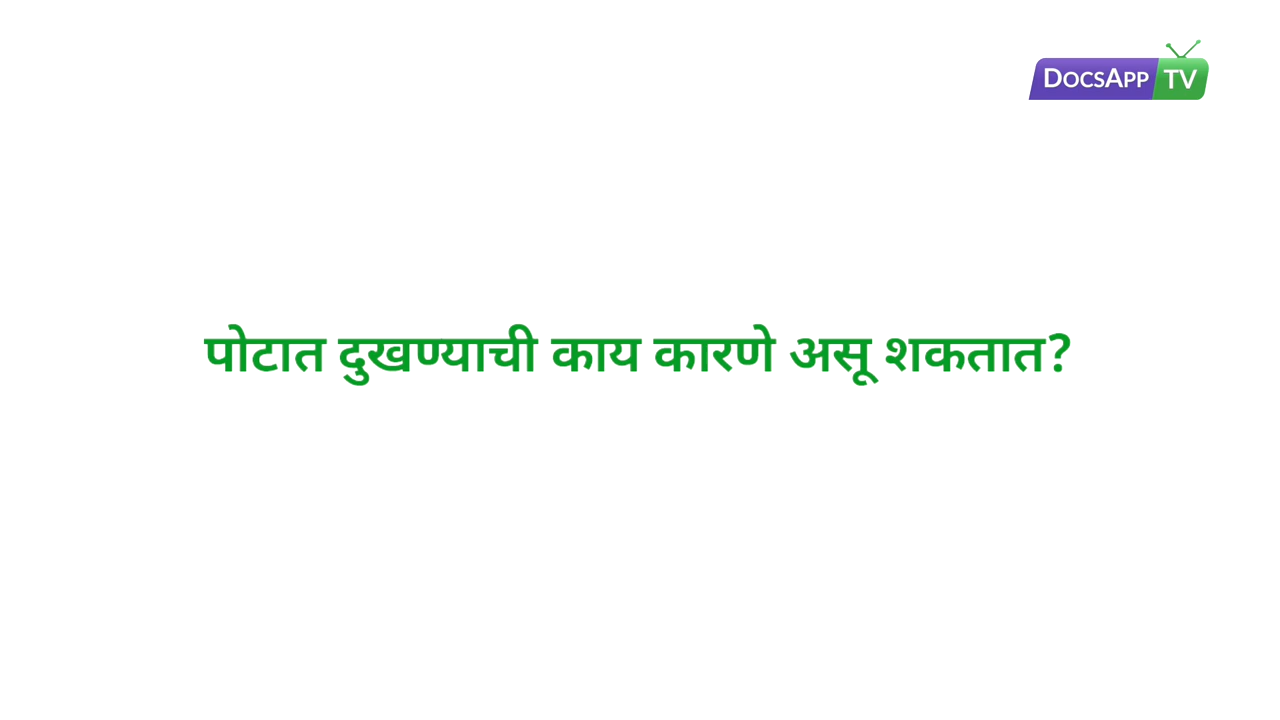 DOCSAPP TV
पोटात दुखण्याची काय कारणे असू शकतात?